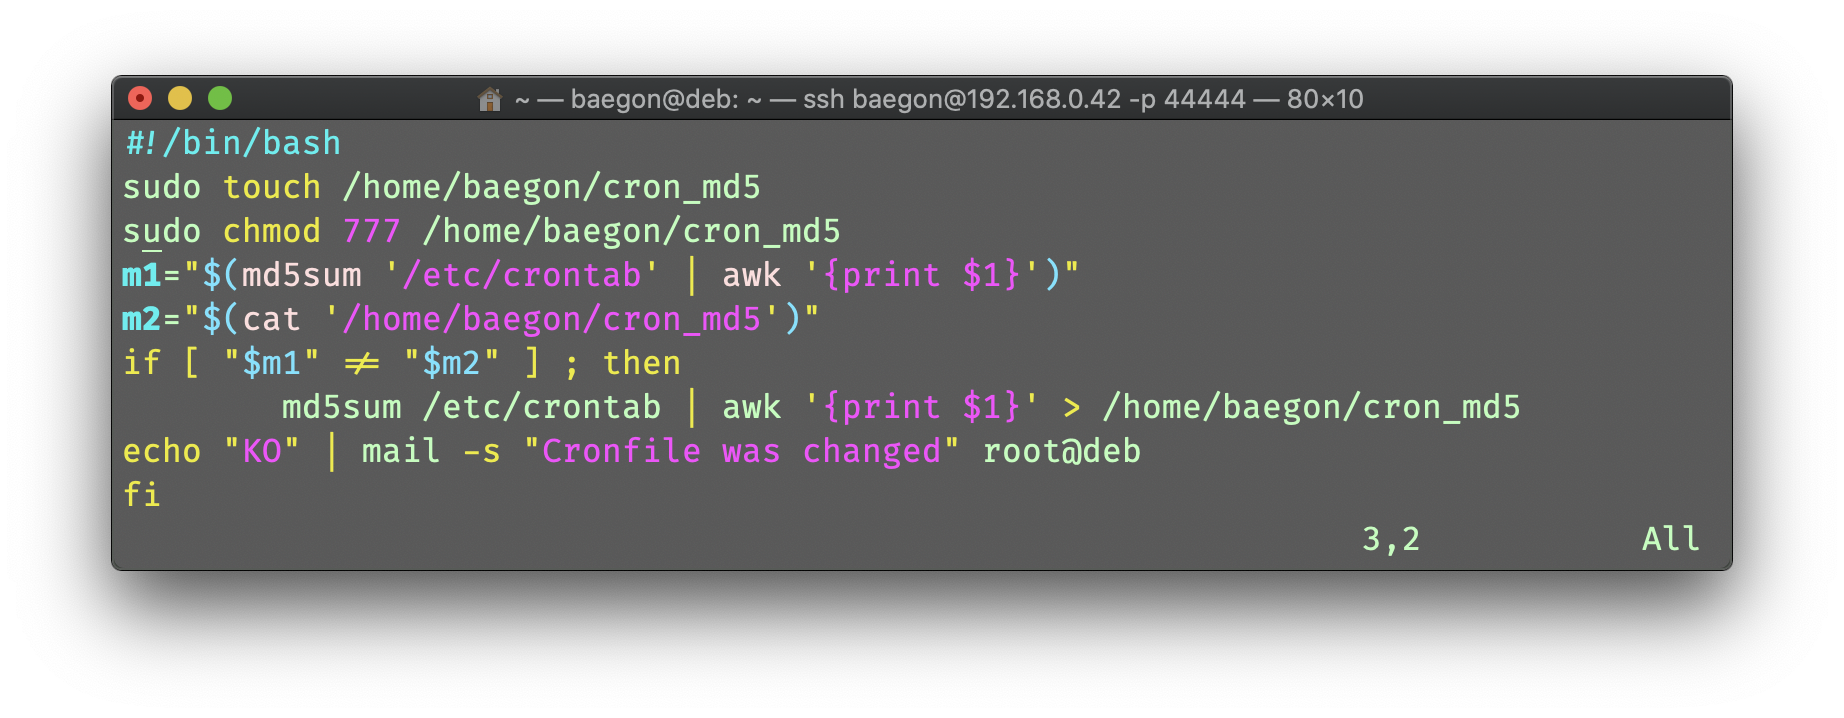 ~ — baegon@deb: ~ — ssh baegon@192.168.0.42 -p 44444 — 80×10
#!/bin/bash
sudo touch /home/baegon/cron_md5
sudo chmod 777 /home/baegon/cron_md5
m1="$(md5sum '/etc/crontab' | awk '{print $1}')"
m2="$(cat '/home/baegon/cron_md5')"
if [ "$m1" != "$m2" ] ; then
        md5sum /etc/crontab | awk '{print $1}' > /home/baegon/cron_md5
echo "KO" | mail -s "Cronfile was changed" root@deb
fi
3,2 All